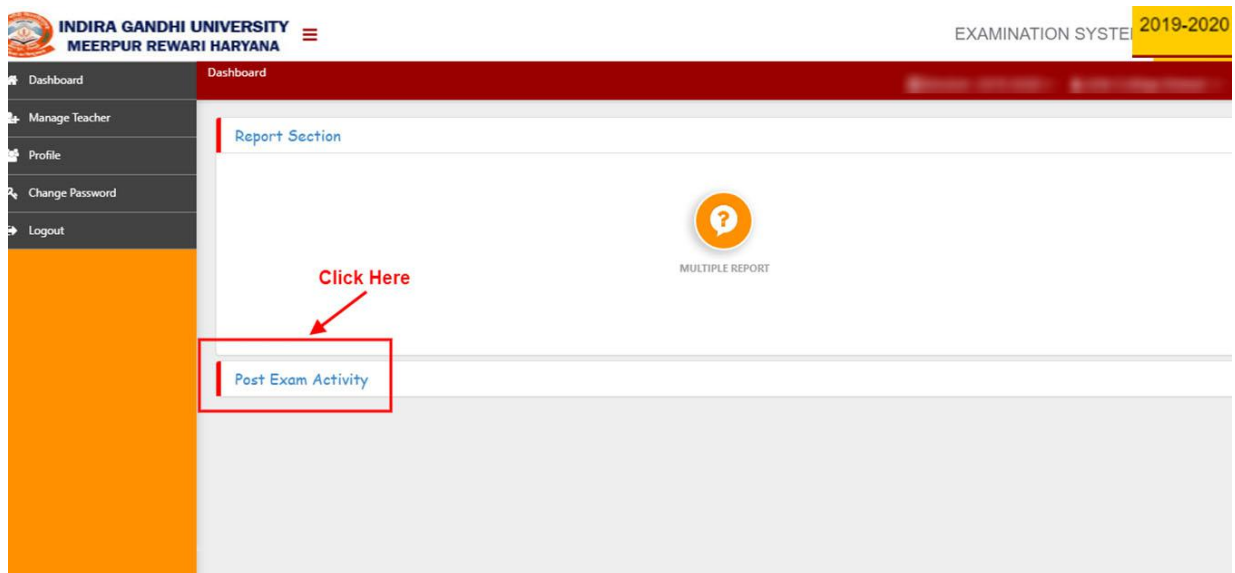 INDIRA GANDHI UNIVERSITY
MEERPUR REWARI HARYANA
EXAMINATION SYSTE
2019-2020
Dashboard
Manage Teacher
Profile
Change Password
Logout
Dashboard
Report Section
MULTIPLE REPORT
Click Here
Post Exam Activity